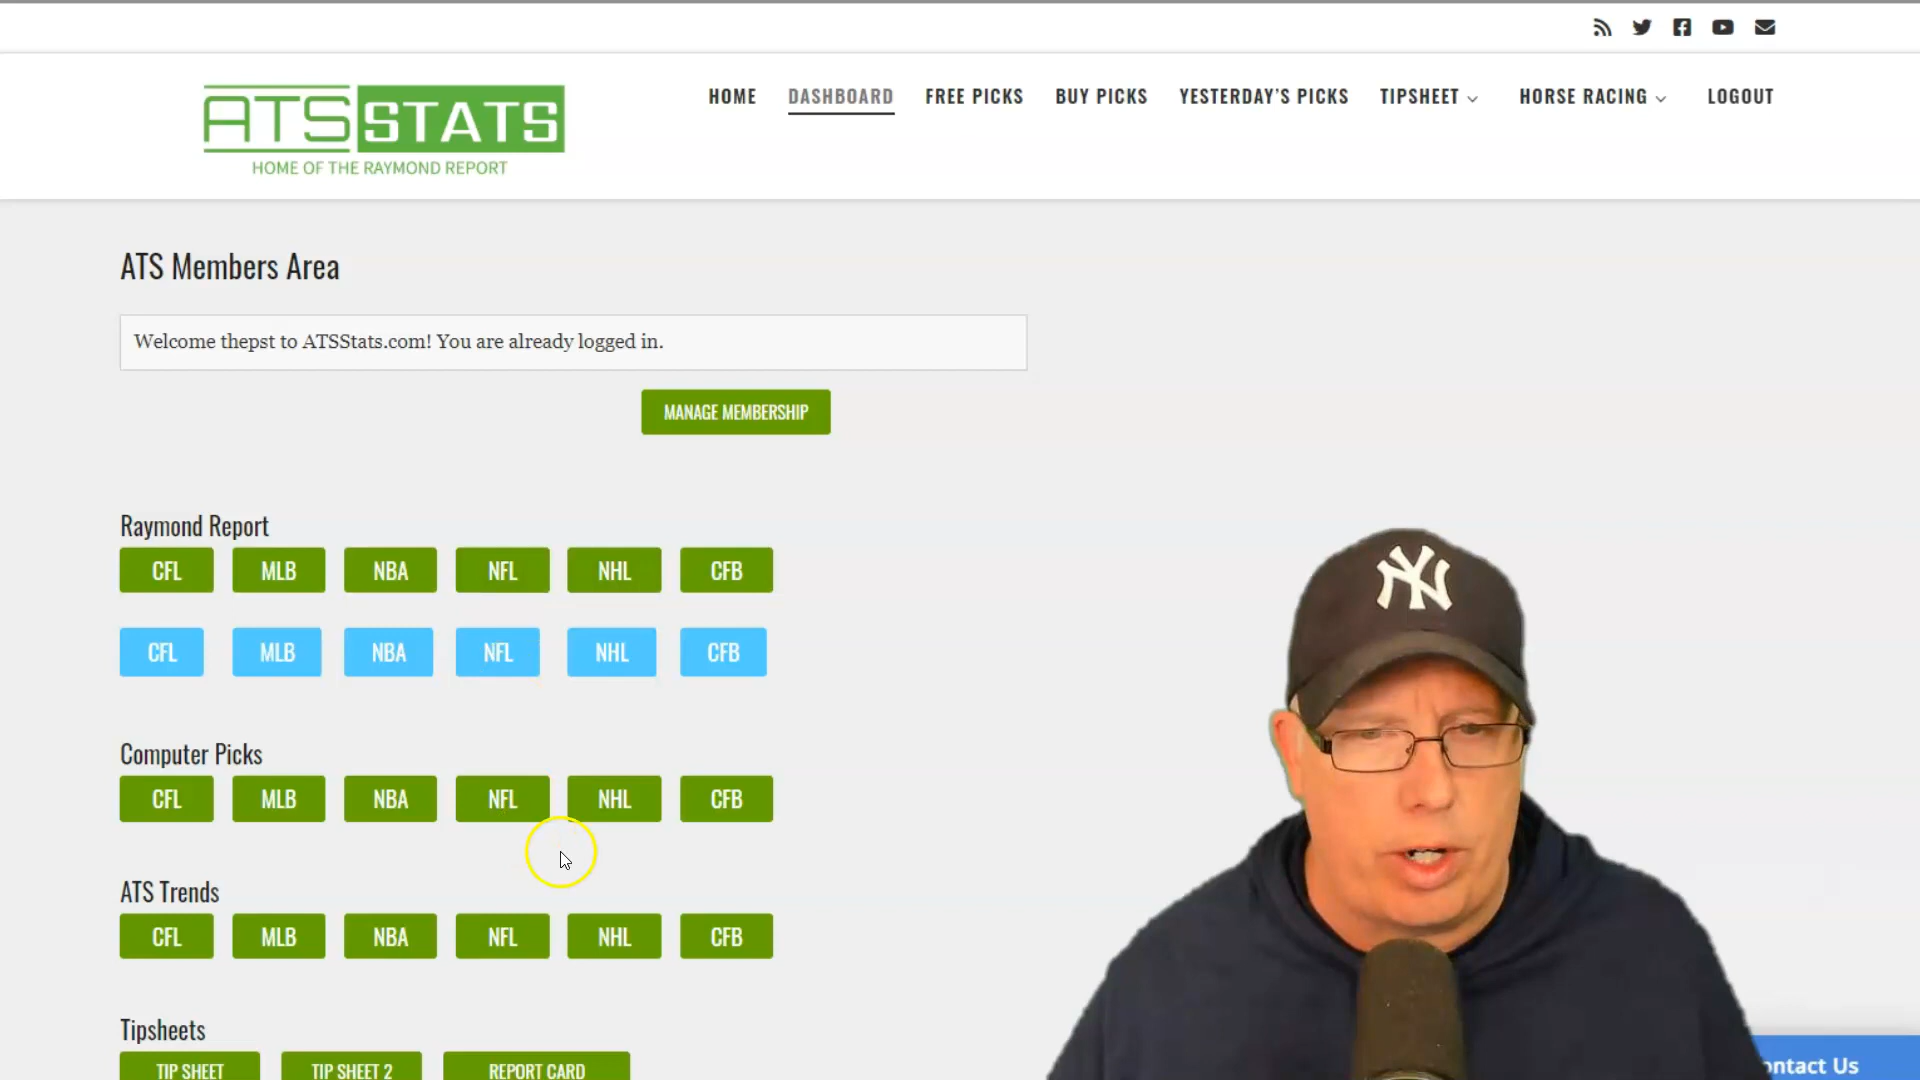 ATS STATS
HOME OF THE RAYMOND REPORT
HOME DASHBOARD FREE PICKS BUY PICKS YESTERDAY'S PICKS TIPSHEET HORSE RACING LOGOUT
ATS Members Area
Welcome thepst to ATSStats.com! You are already logged in.
MANAGE MEMBERSHIP
Raymond Report
CFL MLB NBA NFL NHL CFB
CFL MLB NBA NFL NHL CFB
NY
Computer Picks
CFL MLB NBA NFL NHL CFB
ATS Trends
CFL MLB NBA NFL NHL CFB
Tipsheets
TIP SHEET TIP SHEET 2 REPORT CARD
ontact Us